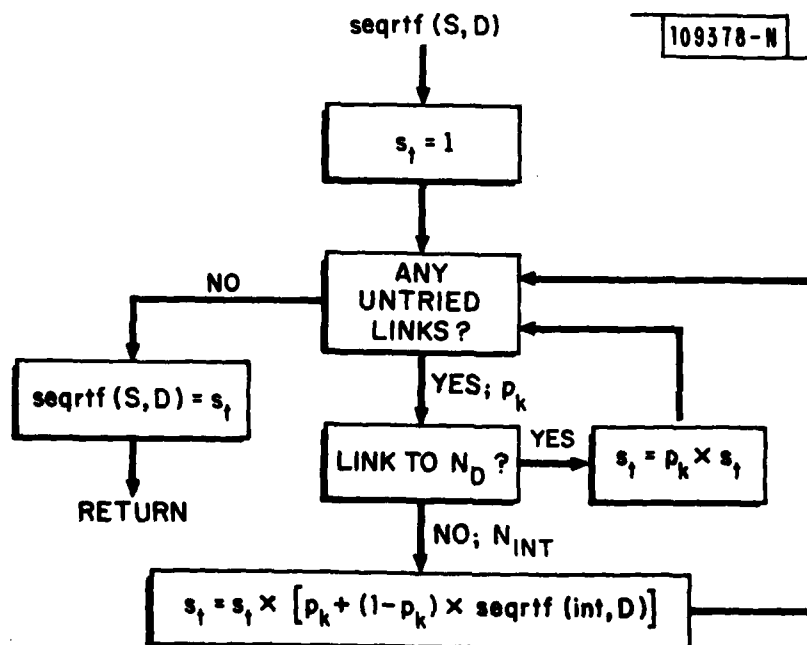 seqrtf (S, D)
109378-N
s_t = 1
ANY
UNTRIED
LINKS?
NO
YES; p_k
seqrtf (S, D) = s_t
LINK TO N_D ?
YES
s_t = p_k × s_t
RETURN
NO; N_INT
s_t = s_t × [p_k + (1-p_k) × seqrtf (int, D)]